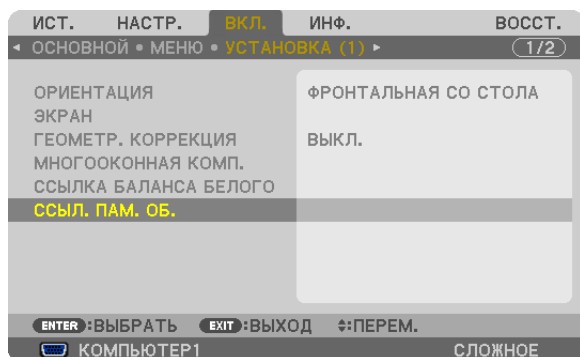 ИСТ. НАСТР. ВКЛ. ИНФ. ВОССТ.
ОСНОВНОЙ • МЕНЮ • УСТАНОВКА (1) 1/2
ОРИЕНТАЦИЯ ФРОНТАЛЬНАЯ СО СТОЛА
ЭКРАН
ГЕОМЕТР. КОРРЕКЦИЯ ВЫКЛ.
МНОГООКОННАЯ КОМП.
ССЫЛКА БАЛАНСА БЕЛОГО
ССЫЛ. ПАМ. ОБ.
ENTER :ВЫБРАТЬ EXIT :ВЫХОД :ПЕРЕМ.
КОМПЬЮТЕР1 СЛОЖНОЕ